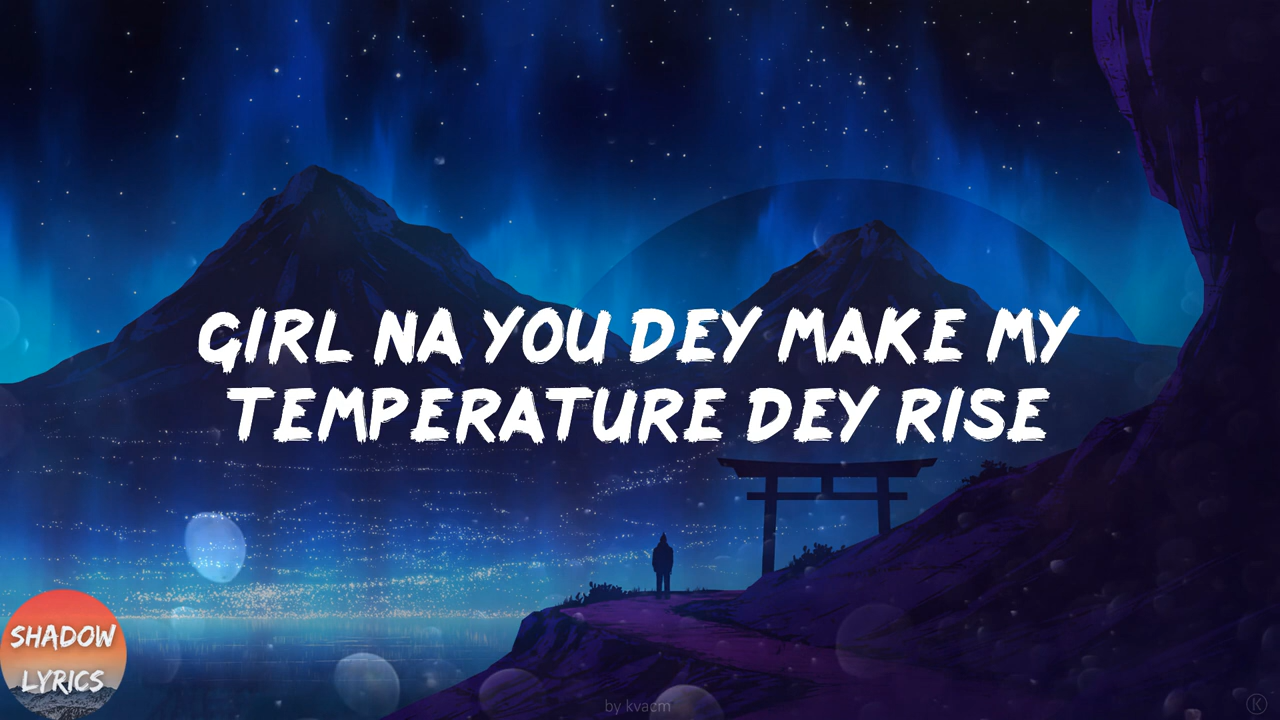 GIRL NA YOU DEY MAKE MY
TEMPERATURE DEY RISE
SHADOW
LYRICS
by kvacm
K